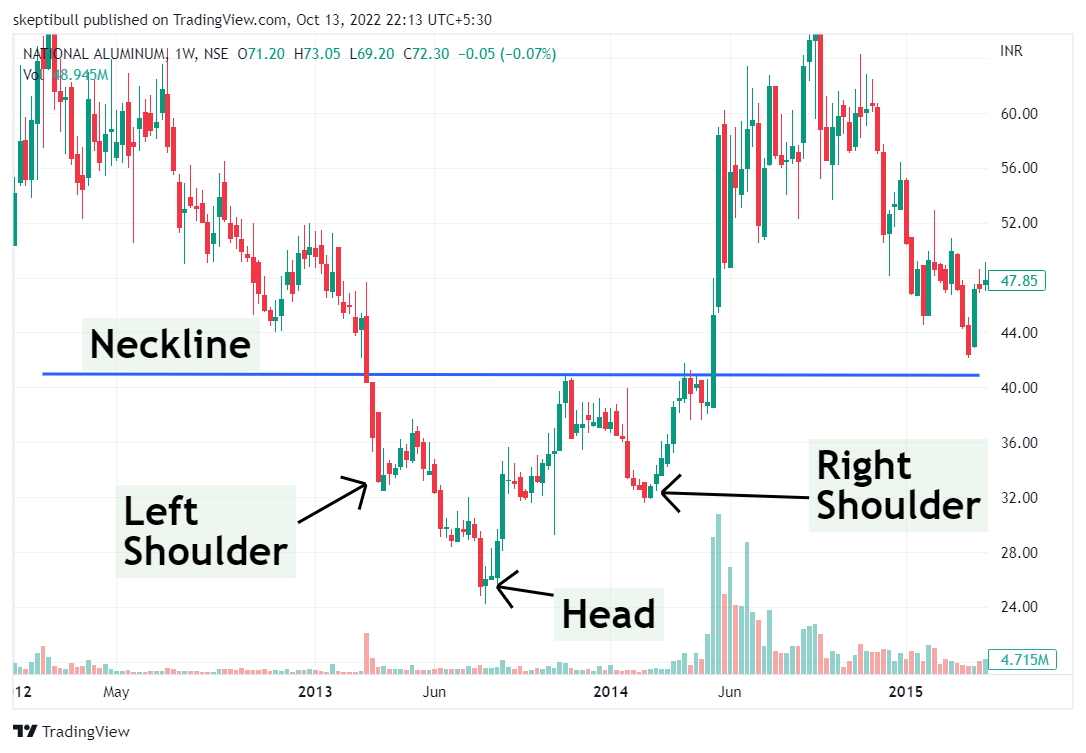 skeptibull published on TradingView.com, Oct 13, 2022 22:13 UTC+5:30
NATIONAL ALUMINUM, 1W, NSE O71.20 H73.05 L69.20 C72.30 −0.05 (−0.07%)
Vol 48.945M
INR
60.00
56.00
52.00
47.85
44.00
Neckline
40.00
36.00
Right
Shoulder
32.00
Left
Shoulder
28.00
Head
24.00
4.715M
'12 May 2013 Jun 2014 Jun 2015
TradingView